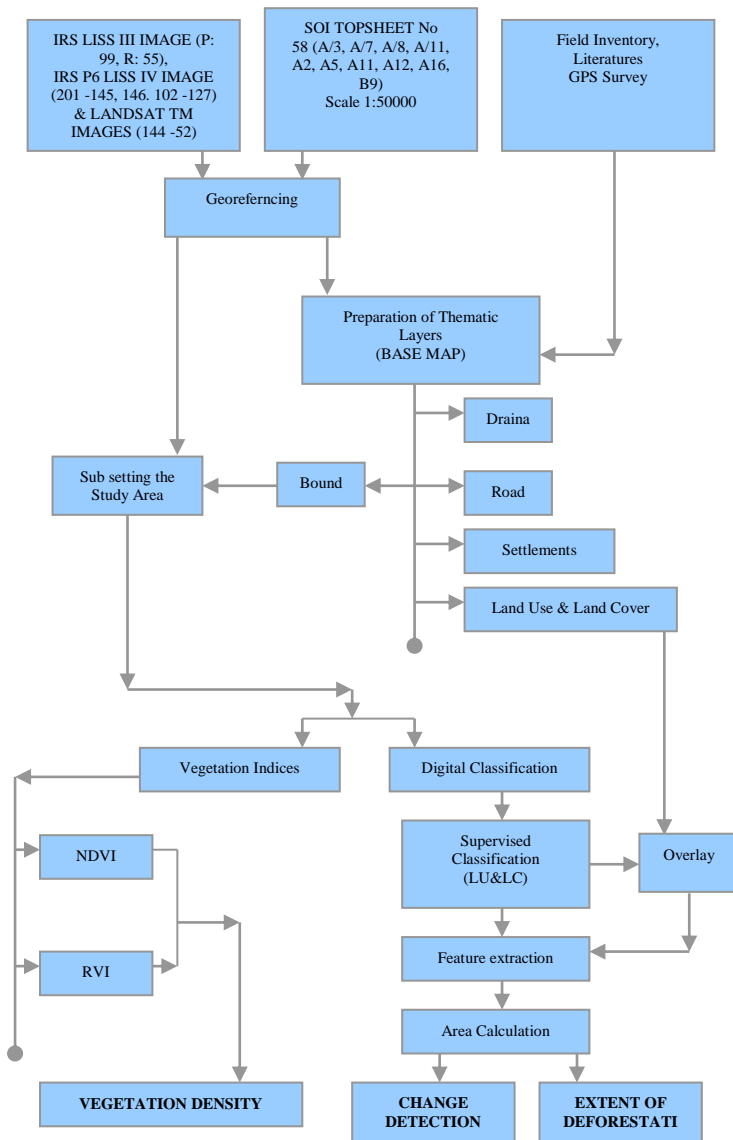 IRS LISS III IMAGE (P:
99, R: 55),
IRS P6 LISS IV IMAGE
(201 -145, 146. 102 -127)
& LANDSAT TM
IMAGES (144 -52)
SOI TOPSHEET No
58 (A/3, A/7, A/8, A/11,
A2, A5, A11, A12, A16,
B9)
Scale 1:50000
Field Inventory,
Literatures
GPS Survey
Georeferncing
Preparation of Thematic
Layers
(BASE MAP)
Draina
Sub setting the
Study Area
Bound
Road
Settlements
Land Use & Land Cover
Vegetation Indices
Digital Classification
NDVI
Supervised
Classification
(LU&LC)
Overlay
RVI
Feature extraction
Area Calculation
VEGETATION DENSITY
CHANGE
DETECTION
EXTENT OF
DEFORESTATI